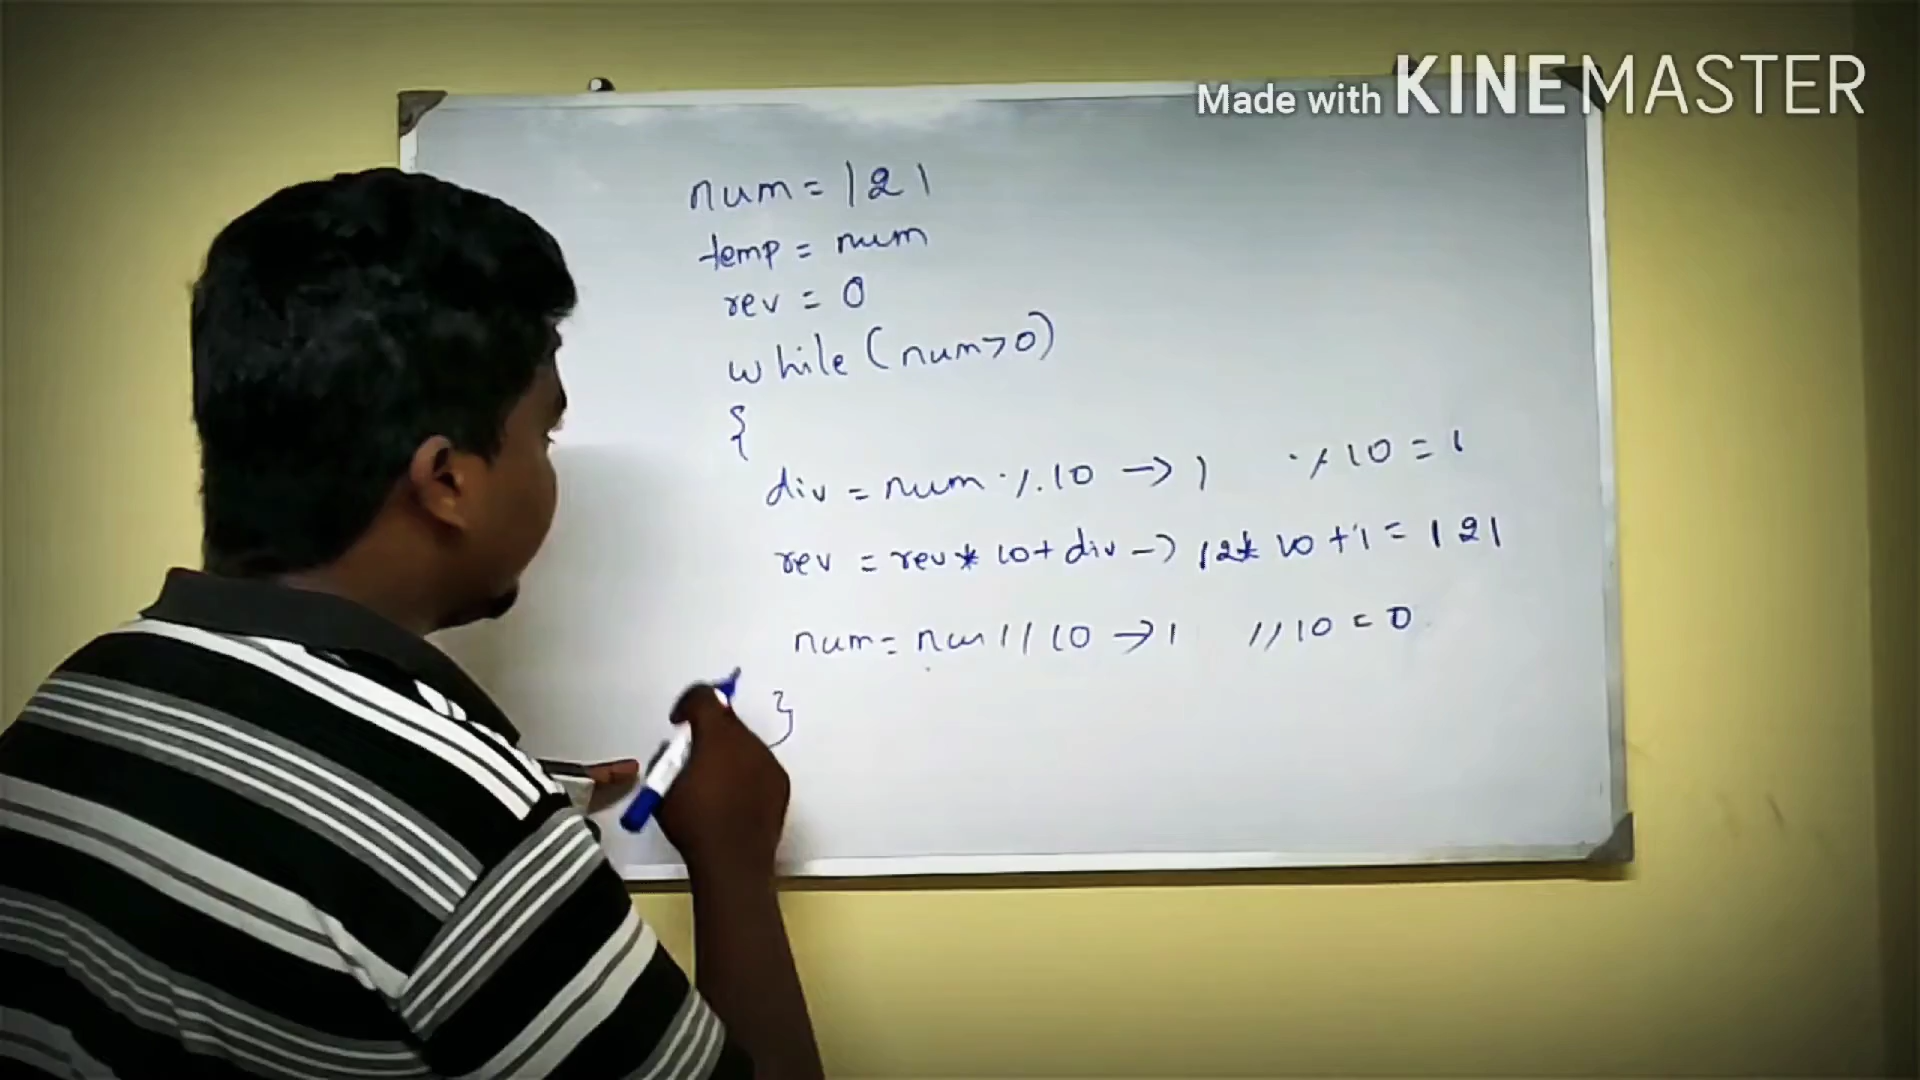 Made with KINEMASTER
num = 121
temp = num
rev = 0
while (num>0)
{
div = num % 10 → 1 % 10 = 1
rev = rev * 10 + div → 12 * 10 + 1 = 121
num = num // 10 → 1 // 10 = 0
}